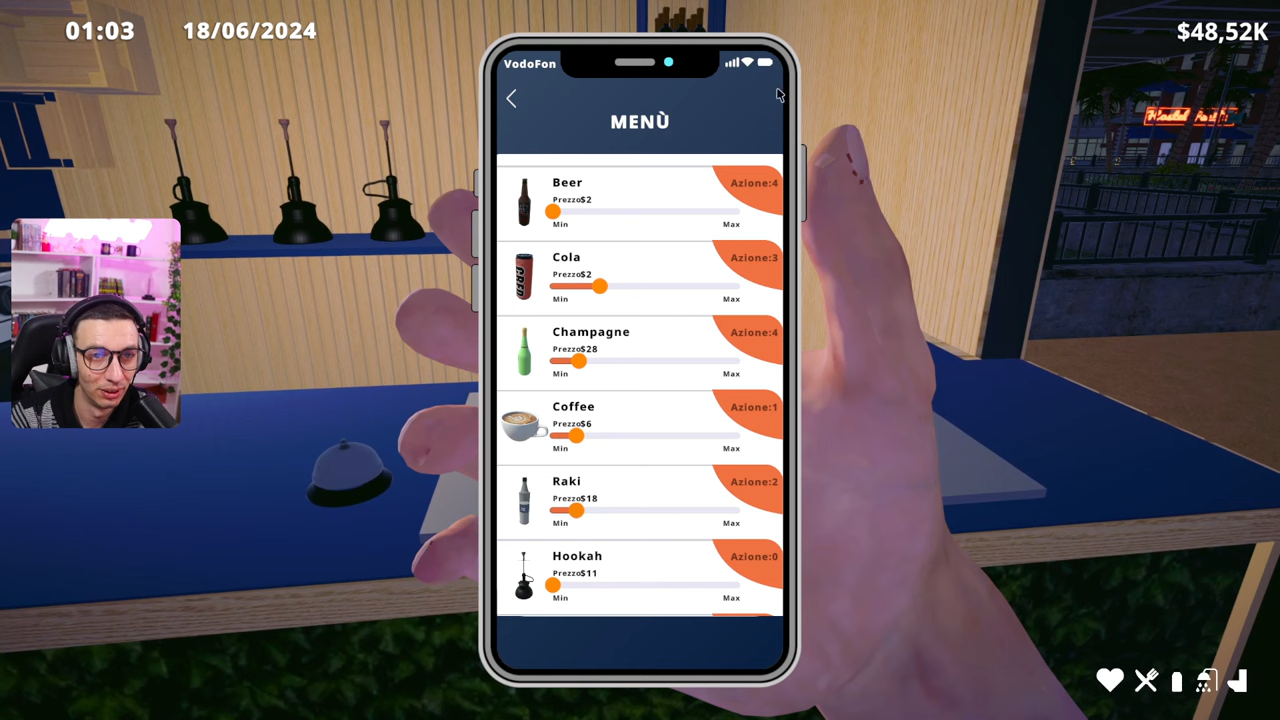 01:03 18/06/2024
$48,52K
VodoFon
MENÙ
Beer
Azione:4
Prezzo$2
Min Max
Cola
Azione:3
Prezzo$2
Min Max
Champagne
Azione:4
Prezzo$28
Min Max
Coffee
Azione:1
Prezzo$6
Min Max
Raki
Azione:2
Prezzo$18
Min Max
Hookah
Azione:0
Prezzo$11
Min Max